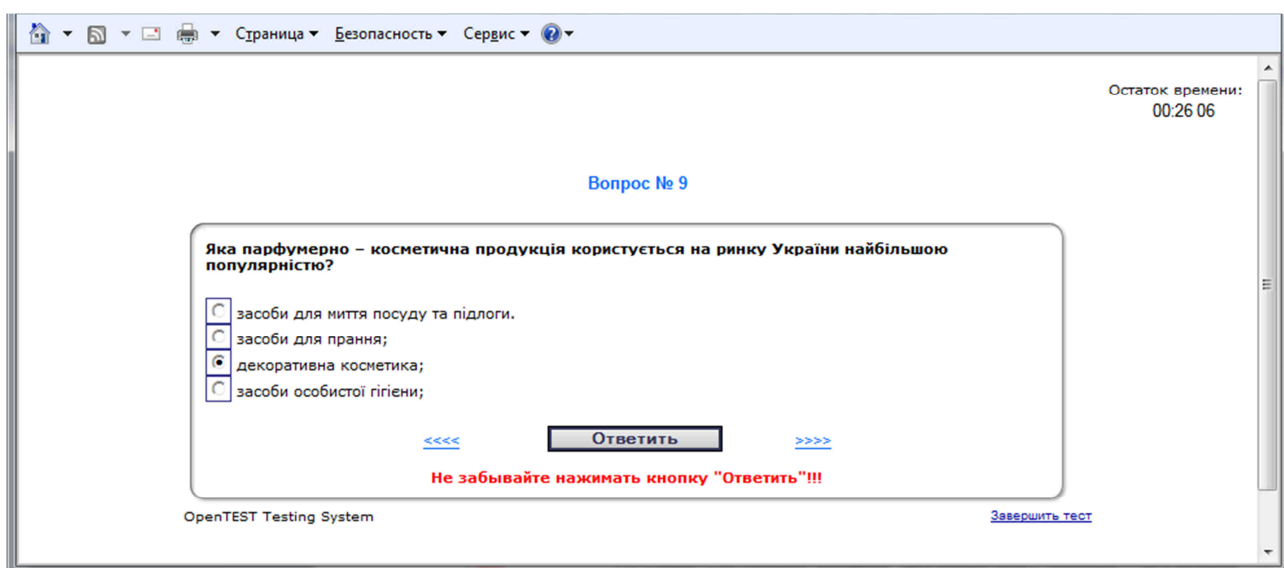 Страница Безопасность Сервис
Остаток времени:
00:26 06
Вопрос № 9
Яка парфумерно – косметична продукція користується на ринку України найбільшою
популярністю?
засоби для миття посуду та підлоги.
засоби для прання;
декоративна косметика;
засоби особистої гігієни;
<<<< Ответить >>>>
Не забывайте нажимать кнопку "Ответить"!!!
OpenTEST Testing System Завершить тест